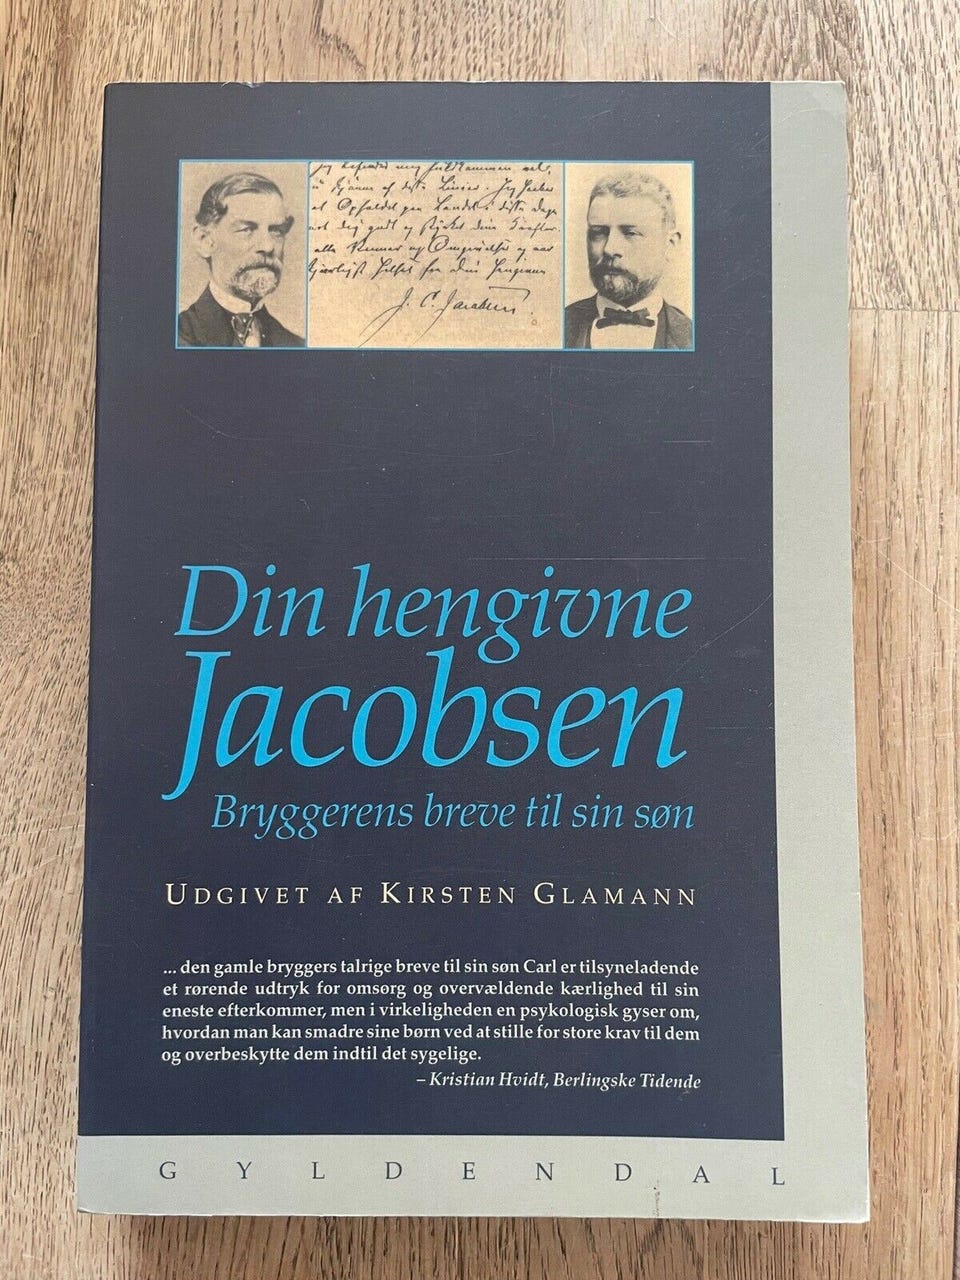 J. C. Jacobsen
Din hengivne
Jacobsen
Bryggerens breve til sin søn
UDGIVET AF KIRSTEN GLAMANN
... den gamle bryggers talrige breve til sin søn Carl er tilsyneladende
et rørende udtryk for omsorg og overvældende kærlighed til sin
eneste efterkommer, men i virkeligheden en psykologisk gyser om,
hvordan man kan smadre sine børn ved at stille for store krav til dem
og overbeskytte dem indtil det sygelige.
– Kristian Hvidt, Berlingske Tidende
GYLDENDAL